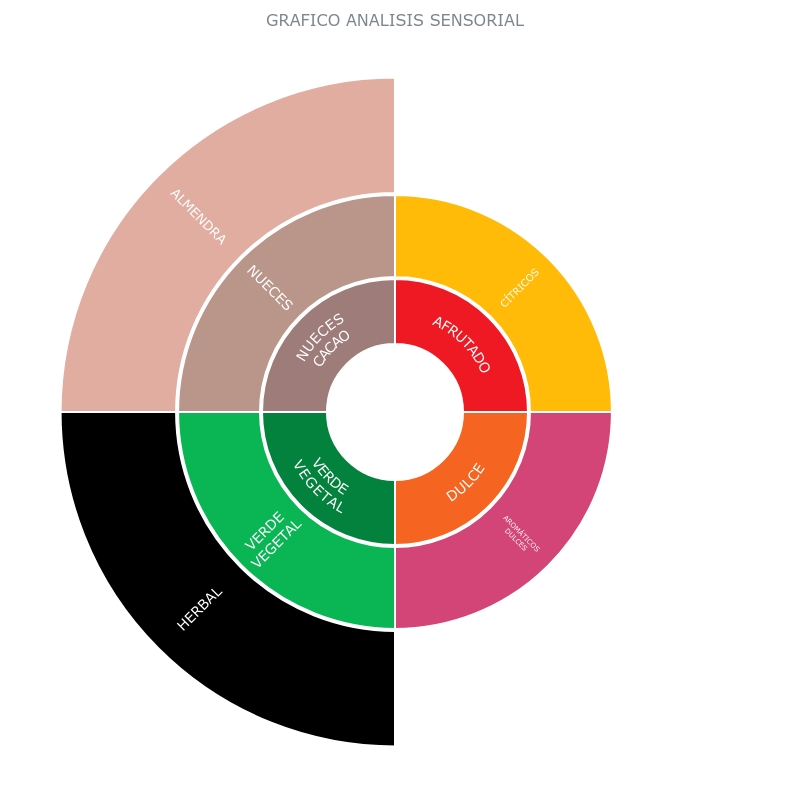 GRAFICO ANALISIS SENSORIAL
ALMENDRA
NUECES
NUECES
CACAO
AFRUTADO
CÍTRICOS
VERDE
VEGETAL
DULCE
AROMÁTICOS
DULCES
VERDE
VEGETAL
HERBAL